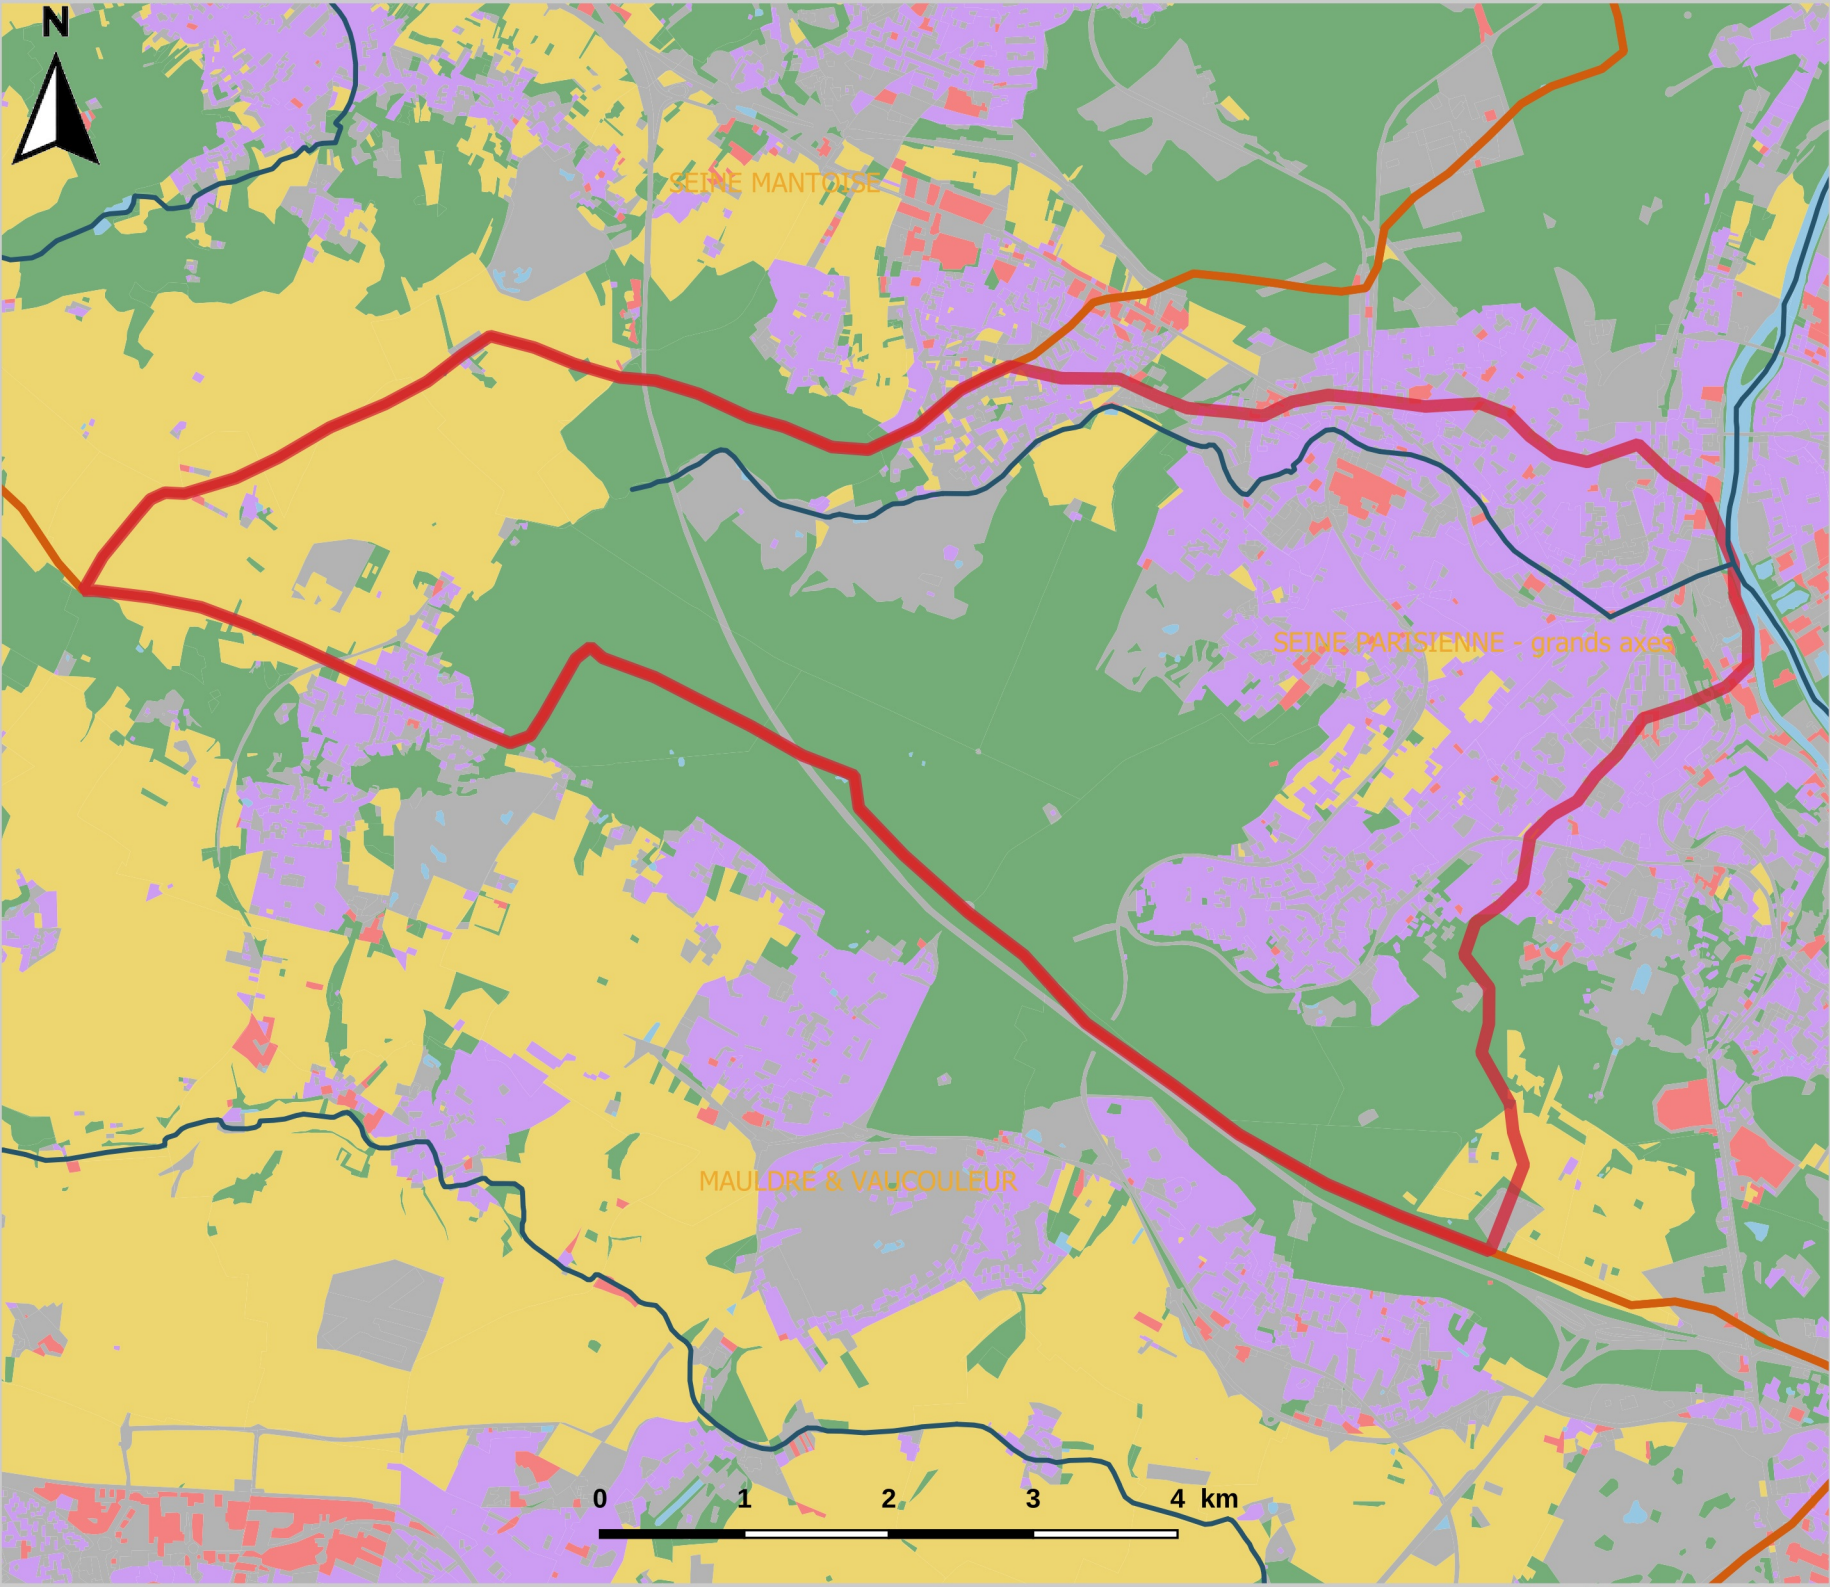 N
SEINE MANTOISE
SEINE PARISIENNE - grands axes
MAULDRE & VAUCOULEUR
0 1 2 3 4 km